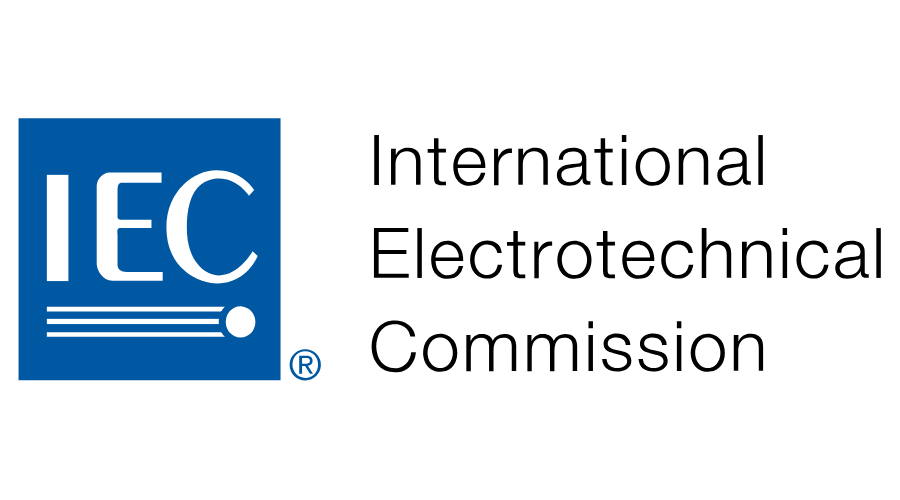 IEC
®
International
Electrotechnical
Commission